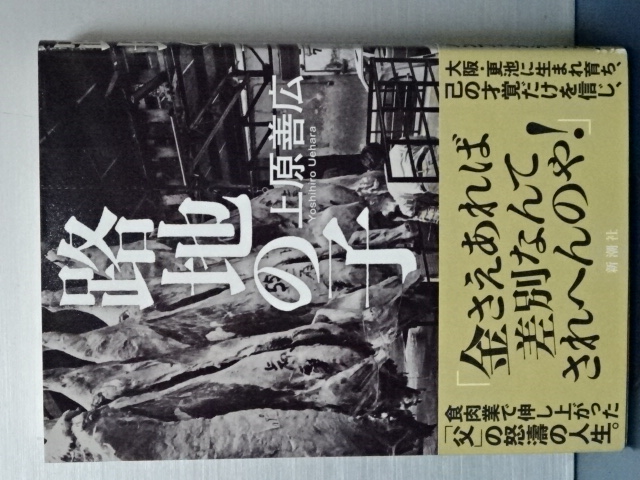 路地の子
上原善広
Yoshihiro Uehara
大阪・更池に生まれ育ち、
己の才覚だけを信じ、
「金さえあれば
差別なんて
されへんのや!」
食肉業で伸し上がった
「父」の怒濤の人生。
新潮社